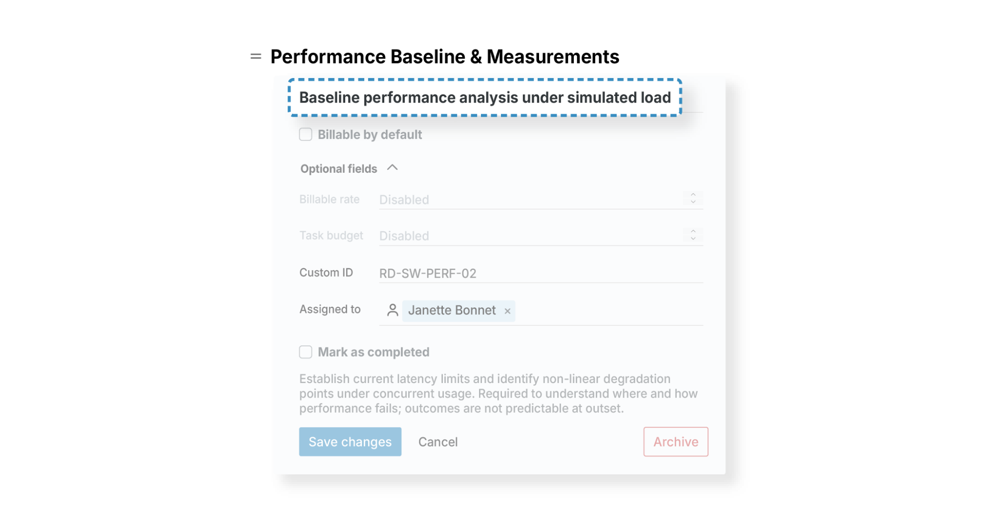 Performance Baseline & Measurements
Baseline performance analysis under simulated load
Billable by default
Optional fields
Billable rate Disabled
Task budget Disabled
Custom ID RD-SW-PERF-02
Assigned to Janette Bonnet ×
Mark as completed
Establish current latency limits and identify non-linear degradation
points under concurrent usage. Required to understand where and how
performance fails; outcomes are not predictable at outset.
Save changes Cancel Archive